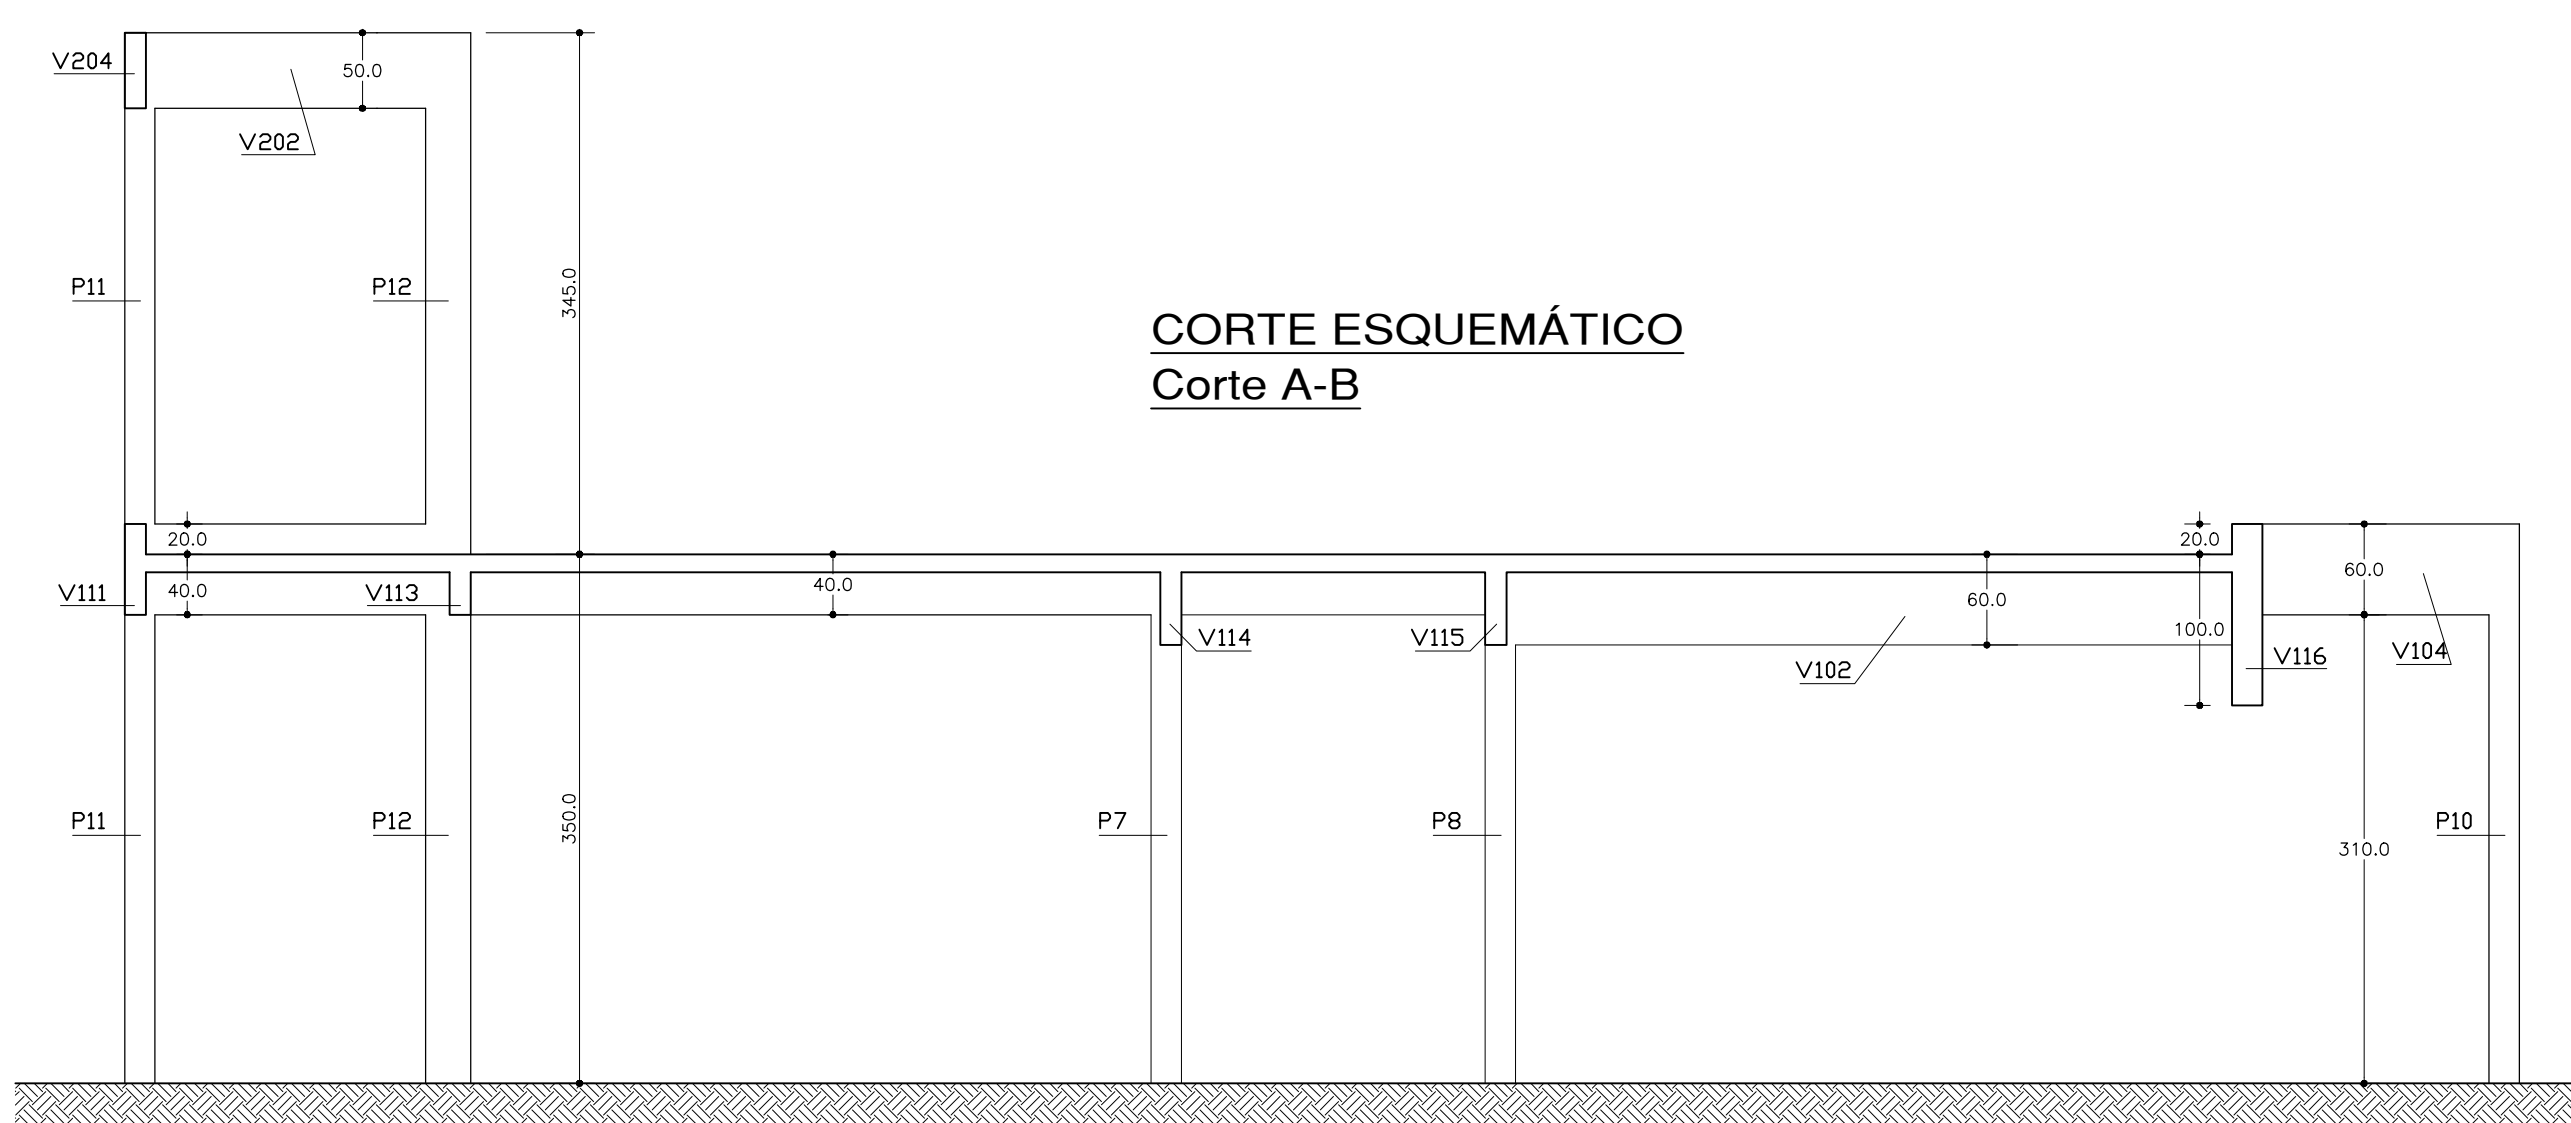 V204
50.0
V202
P11
P12
345.0
CORTE ESQUEMÁTICO
Corte A-B
20.0
20.0
V111
40.0
V113
40.0
60.0
60.0
V114
V115
100.0
V102
V116
V104
350.0
P11
P12
P7
P8
P10
310.0